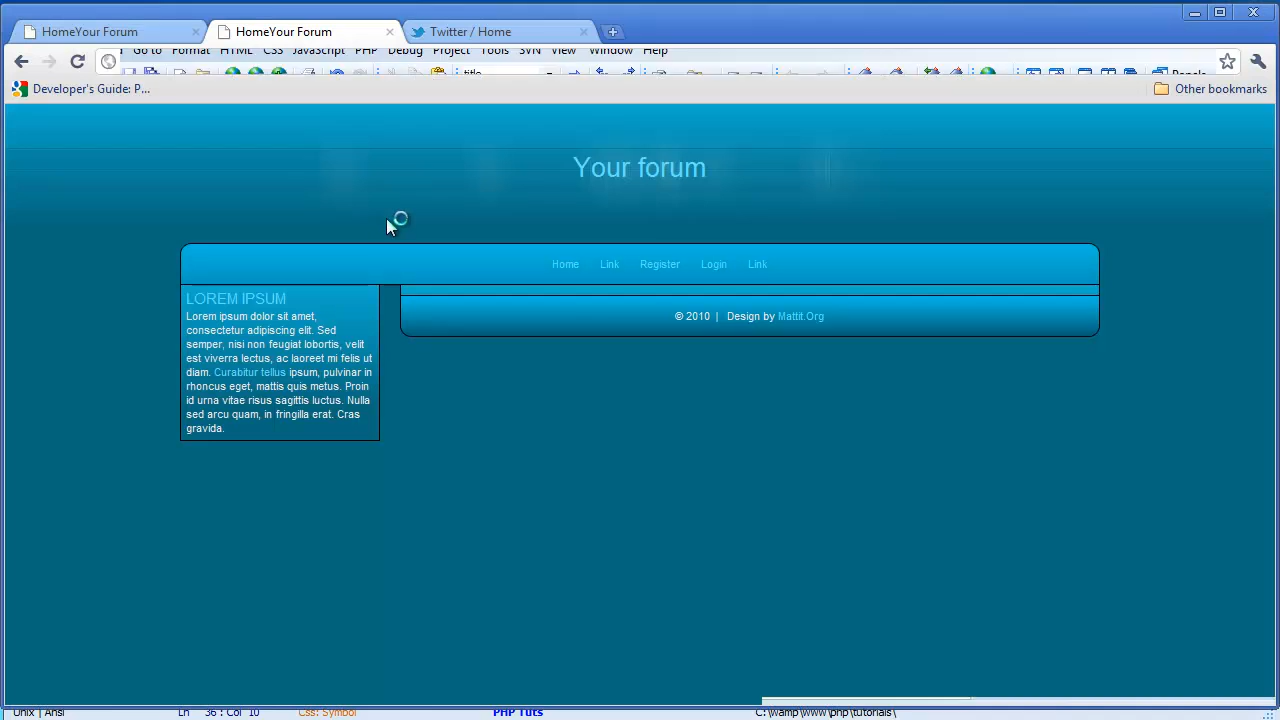 HomeYour Forum
HomeYour Forum
Twitter / Home
Go to Format HTML CSS JavaScript PHP Debug Project Tools SVN View Window Help
title
Panels
Developer's Guide: P...
Other bookmarks
Your forum
Home Link Register Login Link
LOREM IPSUM
Lorem ipsum dolor sit amet,
consectetur adipiscing elit. Sed
semper, nisi non feugiat lobortis, velit
est viverra lectus, ac laoreet mi felis ut
diam. Curabitur tellus ipsum, pulvinar in
rhoncus eget, mattis quis metus. Proin
id urna vitae risus sagittis luctus. Nulla
sed arcu quam, in fringilla erat. Cras
gravida.
© 2010 | Design by Mattit.Org
Unix | Ansi Ln 36 : Col 10 Css: Symbol PHP Tuts C:\wamp\www\php\tutorials\